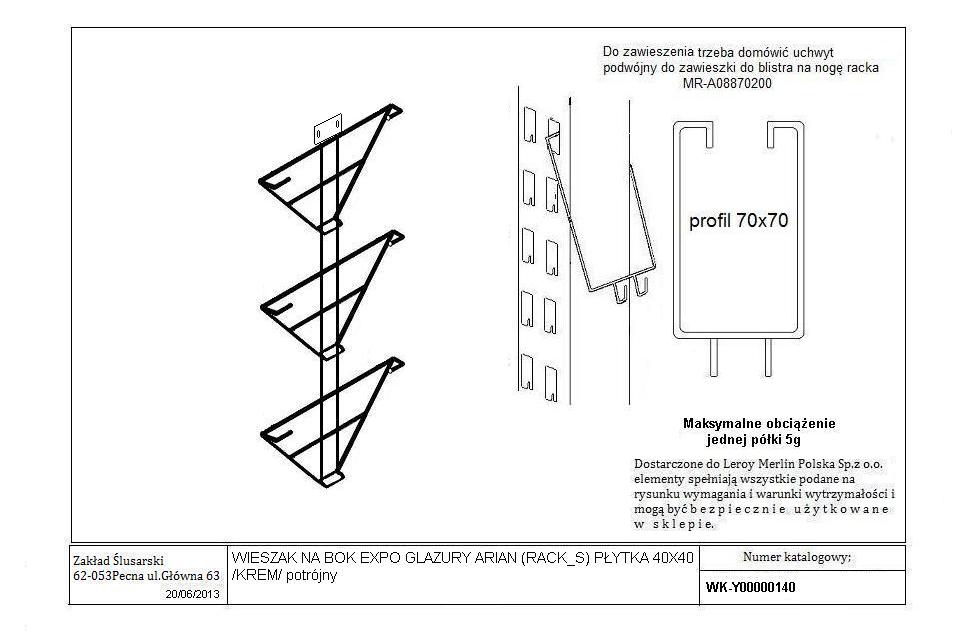 Do zawieszenia trzeba domówić uchwyt
podwójny do zawieszki do blistra na nogę racka
MR-A08870200
profil 70x70
Maksymalne obciążenie
jednej półki 5g
Dostarczone do Leroy Merlin Polska Sp.z o.o.
elementy spełniają wszystkie podane na
rysunku wymagania i warunki wytrzymałości i
mogą być b e z p i e c z n i e u ż y t k o w a n e
w s k l e p i e.
Zakład Ślusarski
62-053Pecna ul.Główna 63
20/06/2013
WIESZAK NA BOK EXPO GLAZURY ARIAN (RACK_S) PŁYTKA 40X40
/KREM/ potrójny
Numer katalogowy;
WK-Y00000140